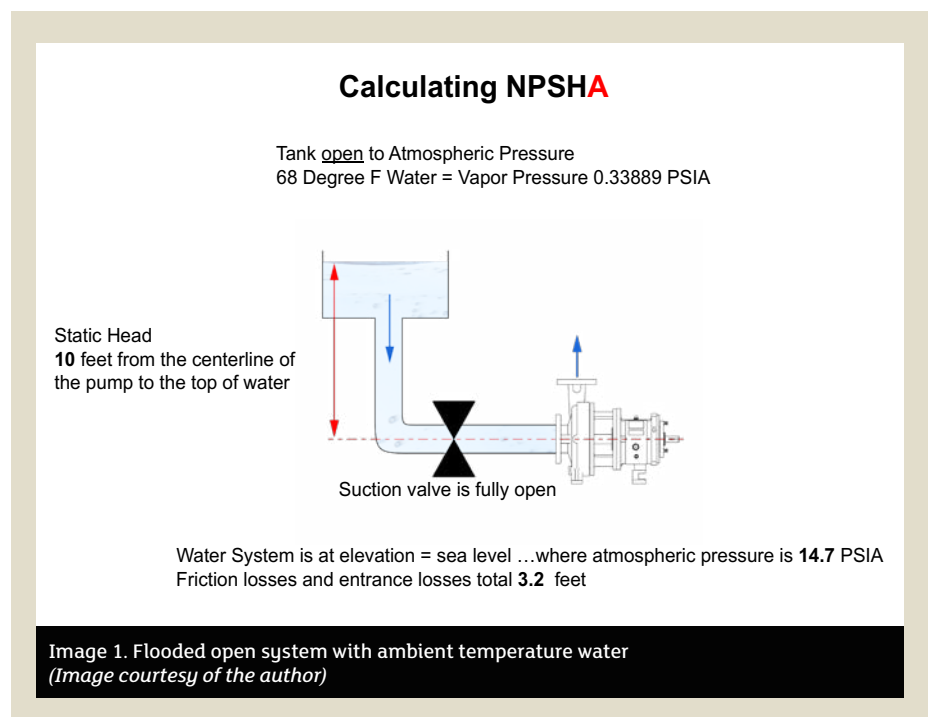 Calculating NPSHA
Tank open to Atmospheric Pressure
68 Degree F Water = Vapor Pressure 0.33889 PSIA
Static Head
10 feet from the centerline of
the pump to the top of water
Suction valve is fully open
Water System is at elevation = sea level …where atmospheric pressure is 14.7 PSIA
Friction losses and entrance losses total 3.2 feet
Image 1. Flooded open system with ambient temperature water
(Image courtesy of the author)